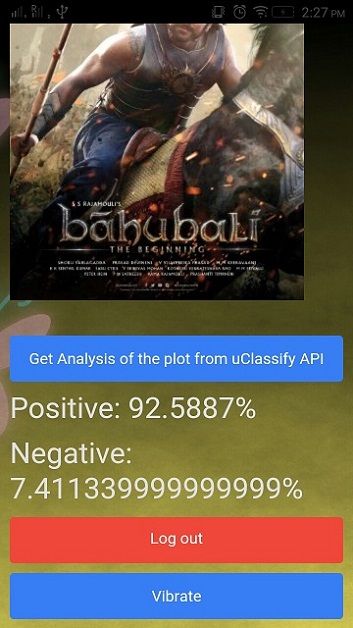 2:27 PM
S S RAJAMOULI'S
bāhubali
THE BEGINNING
Get Analysis of the plot from uClassify API
Positive: 92.5887%
Negative:
7.411339999999999%
Log out
Vibrate